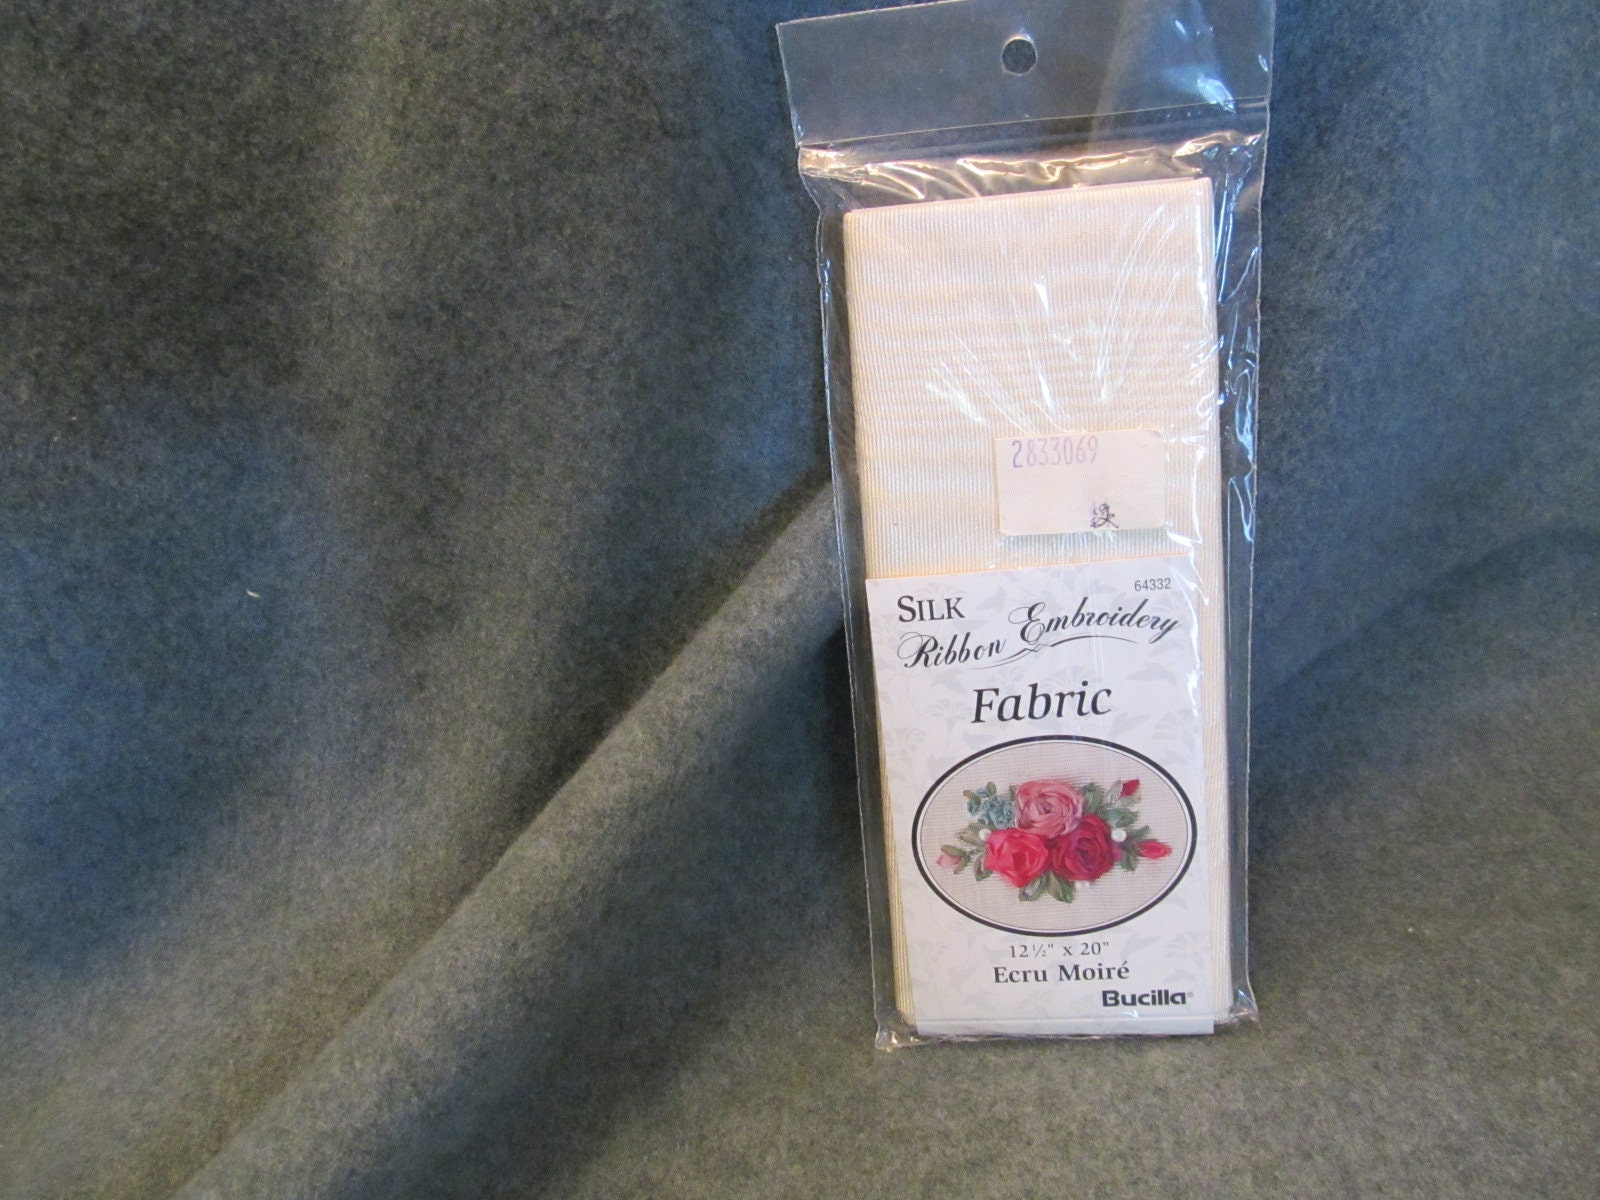 2833069
64332
SILK
Ribbon Embroidery
Fabric
12½" x 20"
Ecru Moiré
Bucilla®